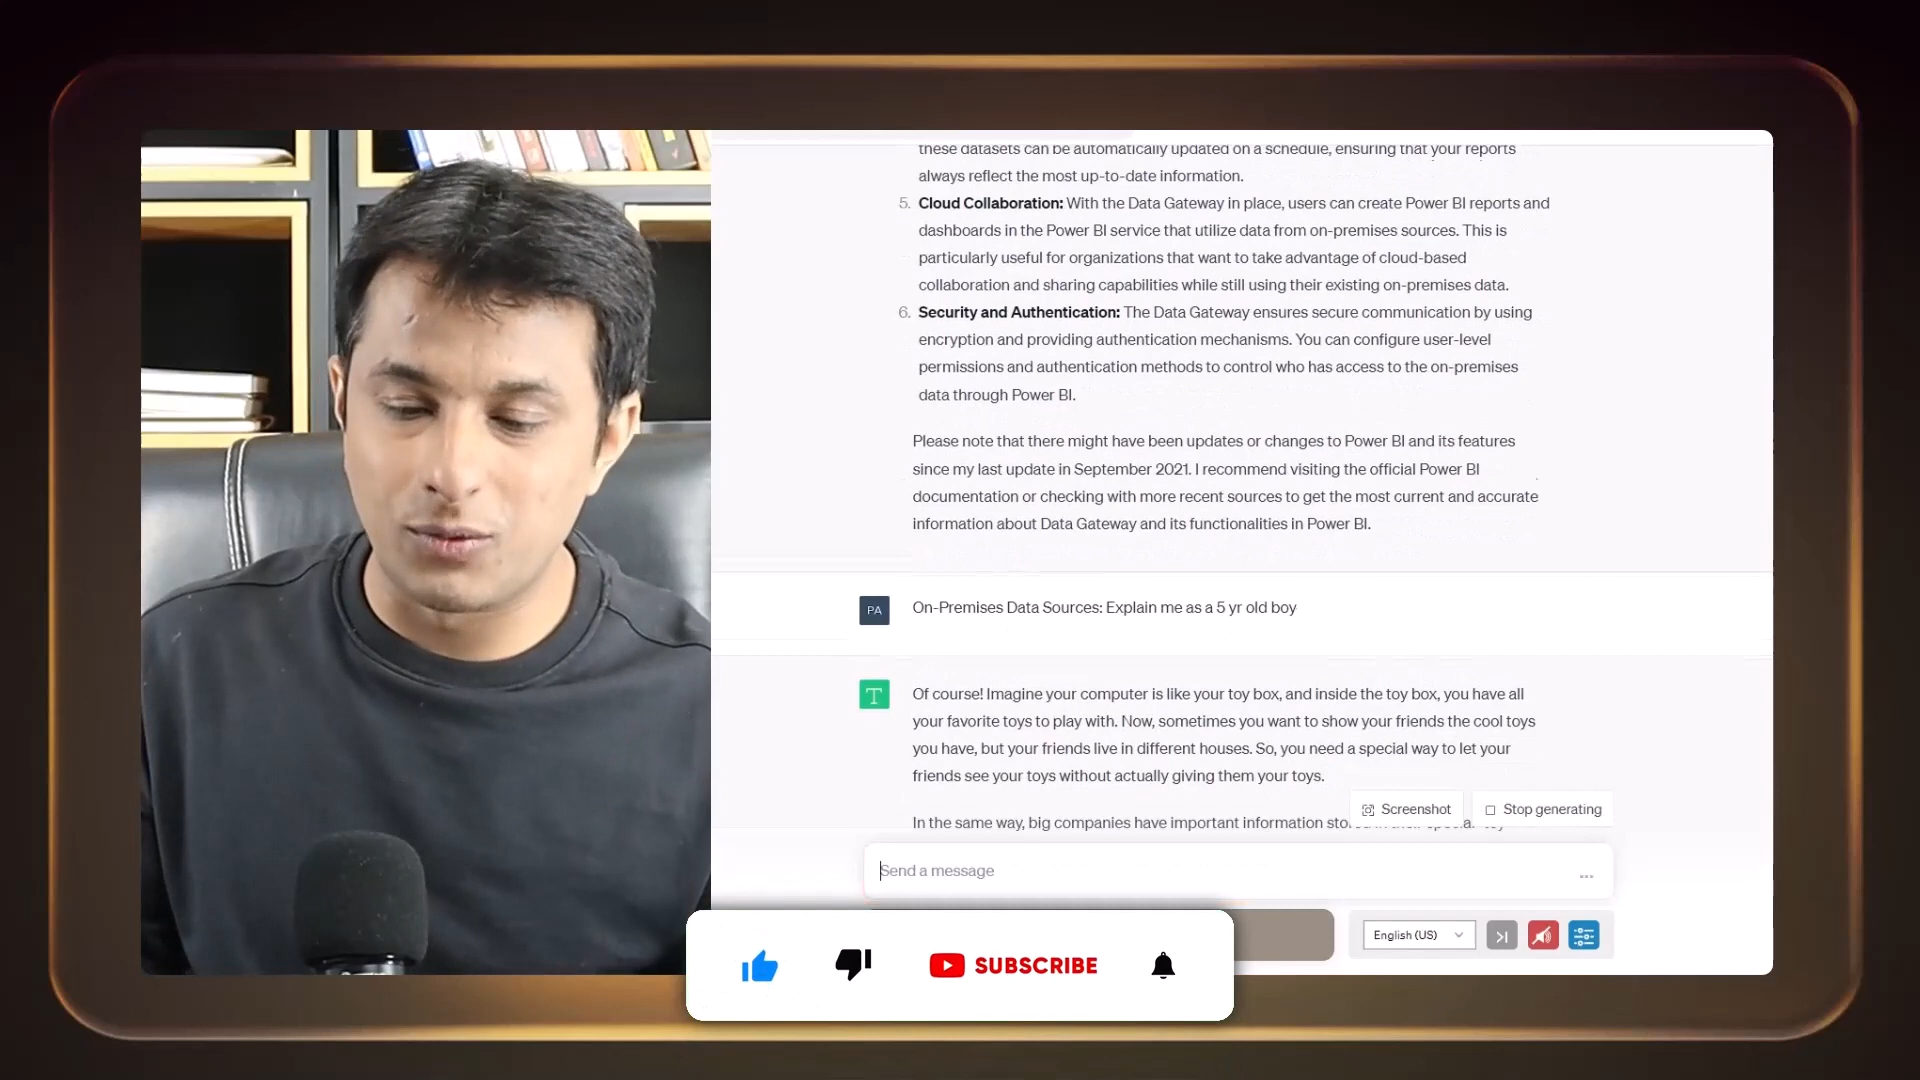 these datasets can be automatically updated on a schedule, ensuring that your reports
always reflect the most up-to-date information.
5. Cloud Collaboration: With the Data Gateway in place, users can create Power BI reports and
dashboards in the Power BI service that utilize data from on-premises sources. This is
particularly useful for organizations that want to take advantage of cloud-based
collaboration and sharing capabilities while still using their existing on-premises data.
6. Security and Authentication: The Data Gateway ensures secure communication by using
encryption and providing authentication mechanisms. You can configure user-level
permissions and authentication methods to control who has access to the on-premises
data through Power BI.
Please note that there might have been updates or changes to Power BI and its features
since my last update in September 2021. I recommend visiting the official Power BI
documentation or checking with more recent sources to get the most current and accurate
information about Data Gateway and its functionalities in Power BI.
PA On-Premises Data Sources: Explain me as a 5 yr old boy
T Of course! Imagine your computer is like your toy box, and inside the toy box, you have all
your favorite toys to play with. Now, sometimes you want to show your friends the cool toys
you have, but your friends live in different houses. So, you need a special way to let your
friends see your toys without actually giving them your toys.
Screenshot Stop generating
In the same way, big companies have important information
Send a message
English (US)
SUBSCRIBE